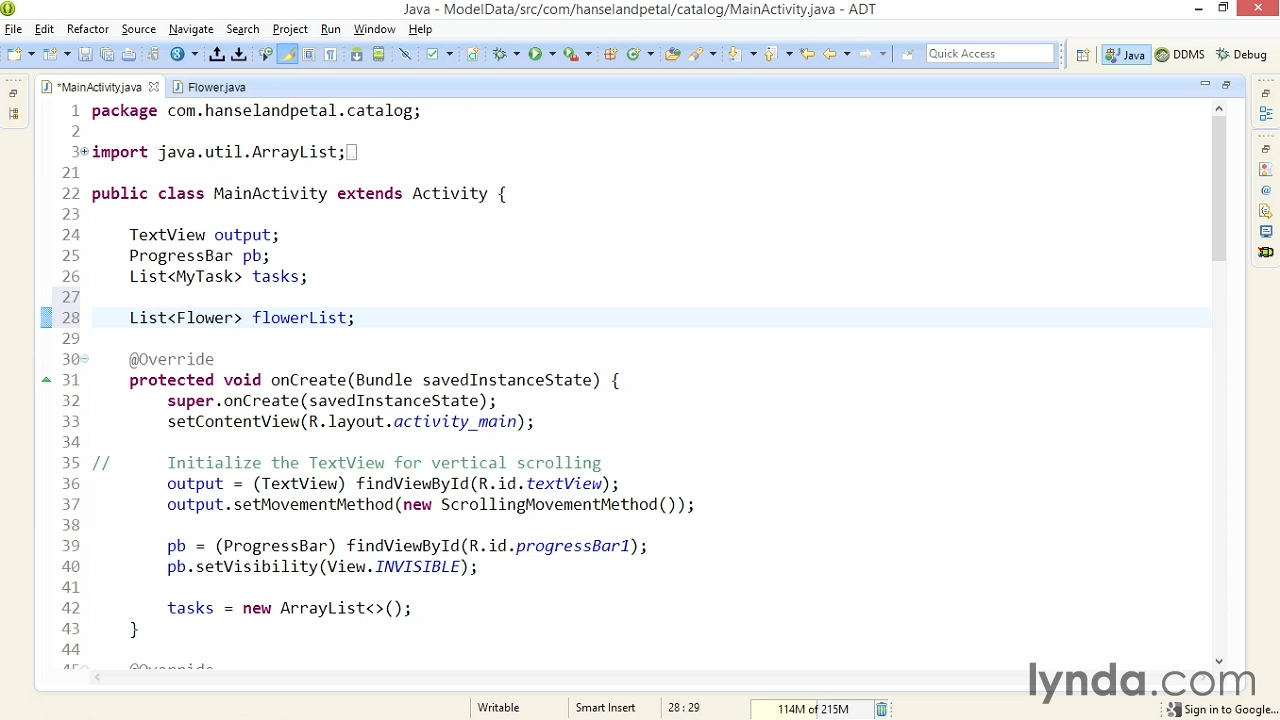 Java - ModelData/src/com/hanselandpetal/catalog/MainActivity.java - ADT
File Edit Refactor Source Navigate Search Project Run Window Help
Quick Access Java DDMS Debug
*MainActivity.java Flower.java
1 package com.hanselandpetal.catalog;
2
3 import java.util.ArrayList;
21
22 public class MainActivity extends Activity {
23
24 TextView output;
25 ProgressBar pb;
26 List<MyTask> tasks;
27
28 List<Flower> flowerList;
29
30 @Override
31 protected void onCreate(Bundle savedInstanceState) {
32 super.onCreate(savedInstanceState);
33 setContentView(R.layout.activity_main);
34
35 // Initialize the TextView for vertical scrolling
36 output = (TextView) findViewById(R.id.textView);
37 output.setMovementMethod(new ScrollingMovementMethod());
38
39 pb = (ProgressBar) findViewById(R.id.progressBar1);
40 pb.setVisibility(View.INVISIBLE);
41
42 tasks = new ArrayList<>();
43 }
44
45 @Override
lynda.com
Writable Smart Insert 28 : 29 114M of 215M Sign in to Google...